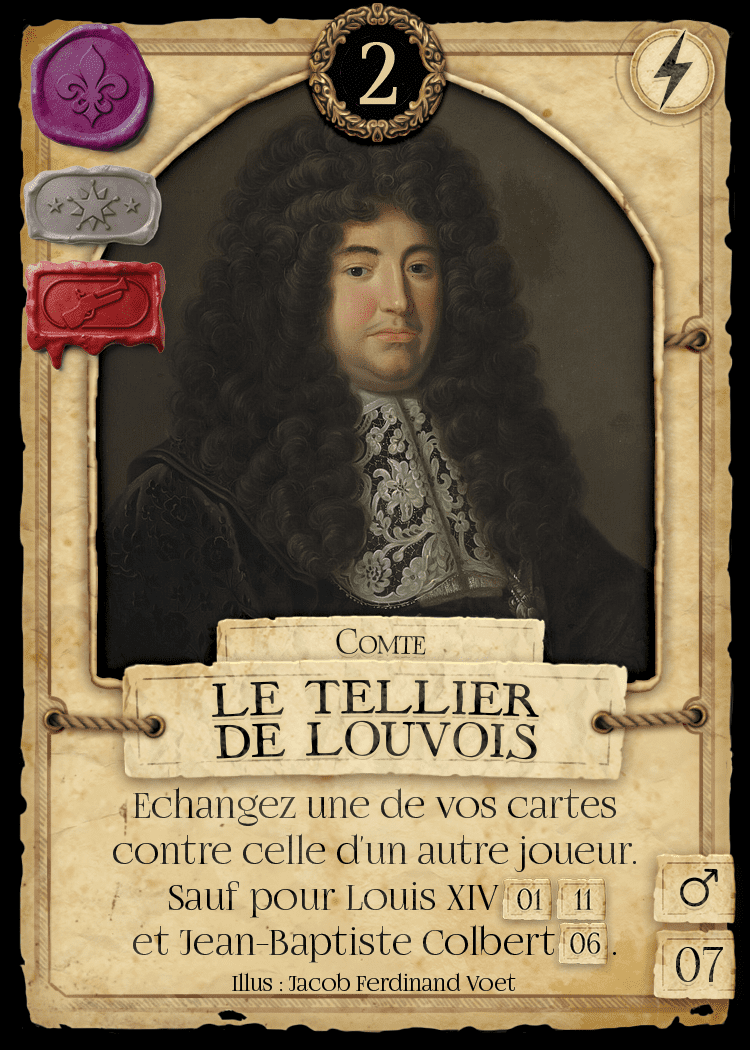 2
COMTE
LE TELLIER
DE LOUVOIS
Echangez une de vos cartes
contre celle d'un autre joueur.
Sauf pour Louis XIV 01 11
et Jean-Baptiste Colbert 06.
Illus : Jacob Ferdinand Voet
♂
07